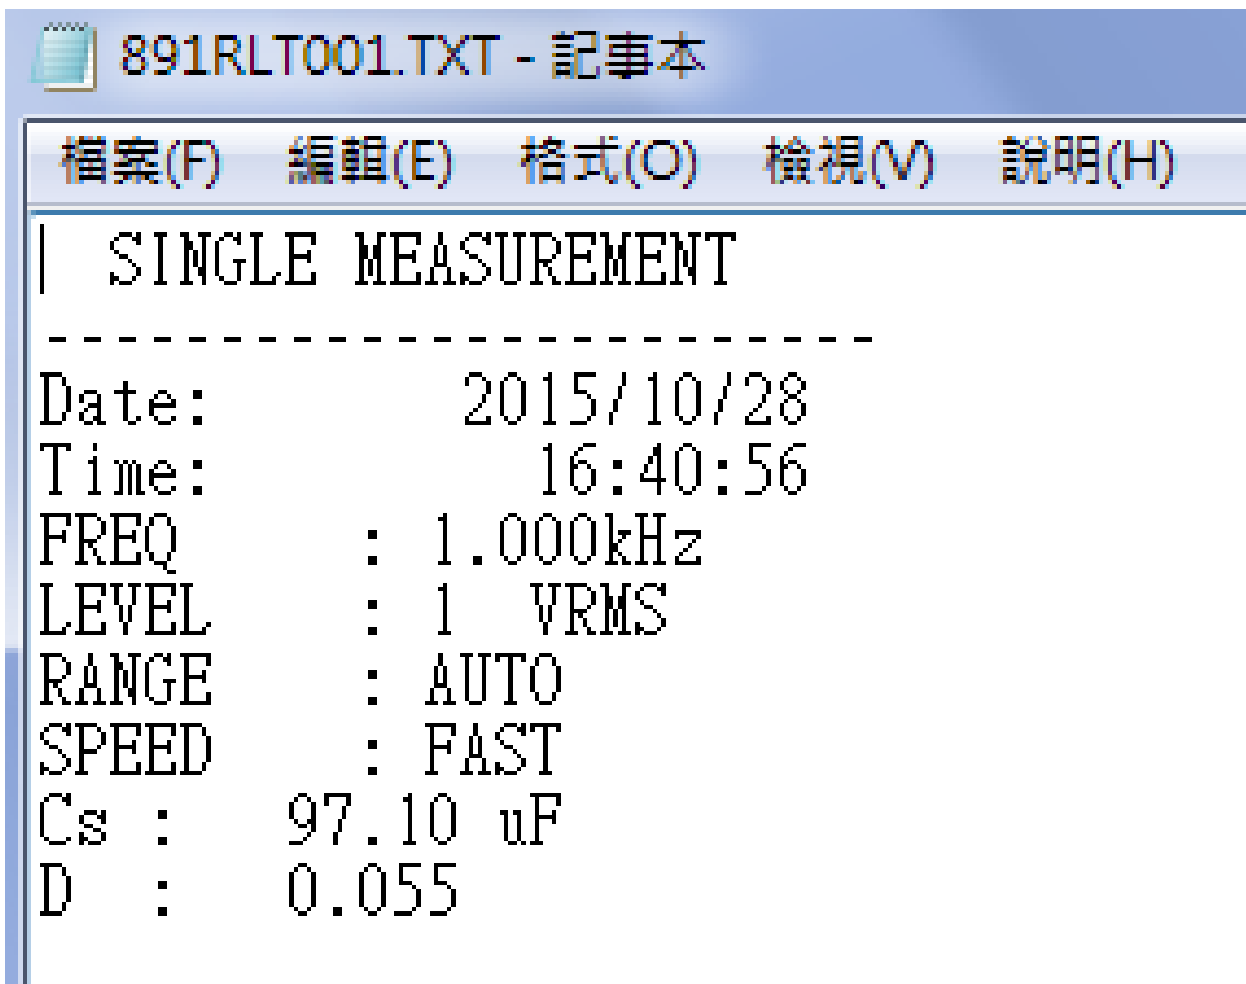 891RLT001.TXT - 記事本
檔案(F) 編輯(E) 格式(O) 檢視(V) 說明(H)
SINGLE MEASUREMENT
------------------------
Date: 2015/10/28
Time: 16:40:56
FREQ : 1.000kHz
LEVEL : 1 VRMS
RANGE : AUTO
SPEED : FAST
Cs : 97.10 uF
D : 0.055